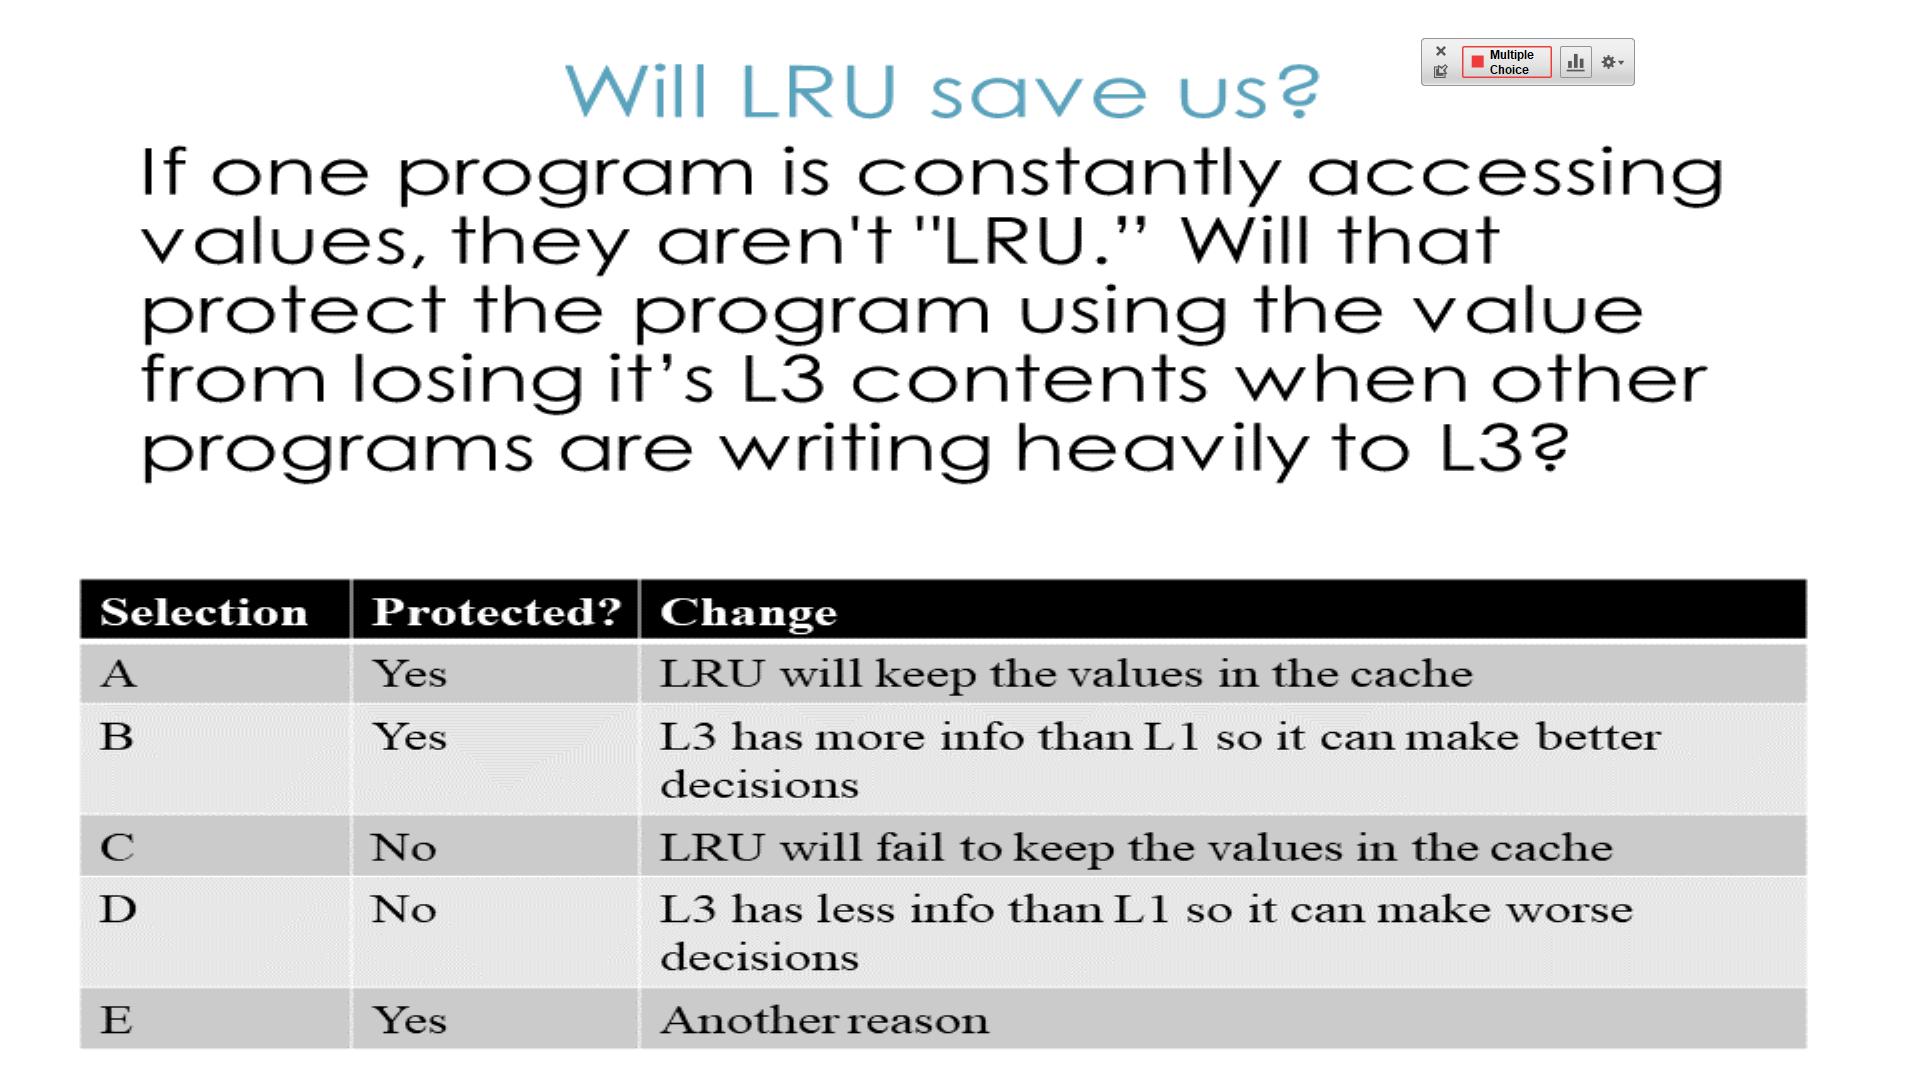 Will LRU save us?
Multiple
Choice
If one program is constantly accessing
values, they aren't "LRU.” Will that
protect the program using the value
from losing it’s L3 contents when other
programs are writing heavily to L3?
Selection Protected? Change
A Yes LRU will keep the values in the cache
B Yes L3 has more info than L1 so it can make better
decisions
C No LRU will fail to keep the values in the cache
D No L3 has less info than L1 so it can make worse
decisions
E Yes Another reason